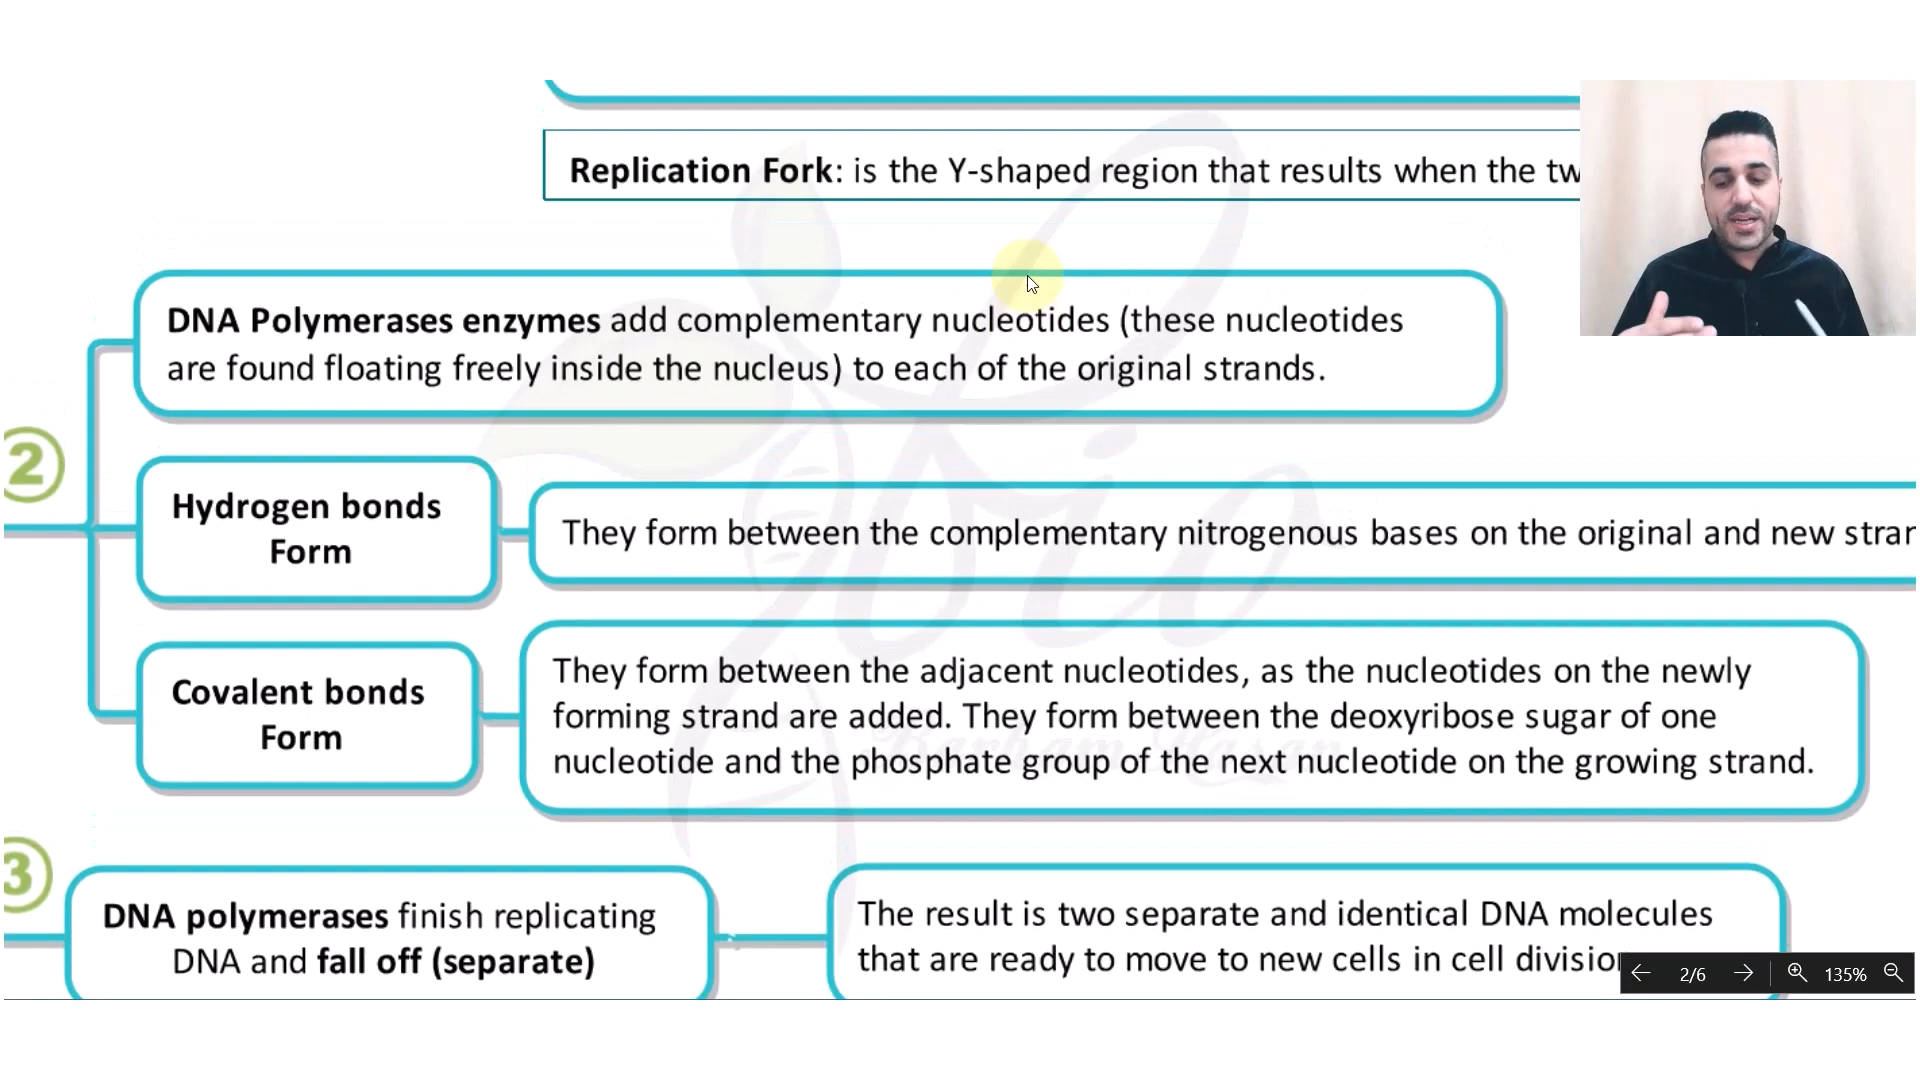 Replication Fork: is the Y-shaped region that results when the tw
DNA Polymerases enzymes add complementary nucleotides (these nucleotides
are found floating freely inside the nucleus) to each of the original strands.
2
Hydrogen bonds
Form
They form between the complementary nitrogenous bases on the original and new stran
Covalent bonds
Form
They form between the adjacent nucleotides, as the nucleotides on the newly
forming strand are added. They form between the deoxyribose sugar of one
nucleotide and the phosphate group of the next nucleotide on the growing strand.
3
DNA polymerases finish replicating
DNA and fall off (separate)
The result is two separate and identical DNA molecules
that are ready to move to new cells in cell division
2/6
135%
Bio